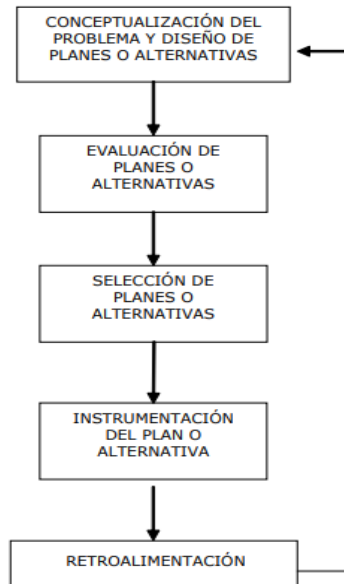 CONCEPTUALIZACIÓN DEL
PROBLEMA Y DISEÑO DE
PLANES O ALTERNATIVAS
EVALUACIÓN DE
PLANES O
ALTERNATIVAS
SELECCIÓN DE
PLANES O
ALTERNATIVAS
INSTRUMENTACIÓN
DEL PLAN O
ALTERNATIVA
RETROALIMENTACIÓN